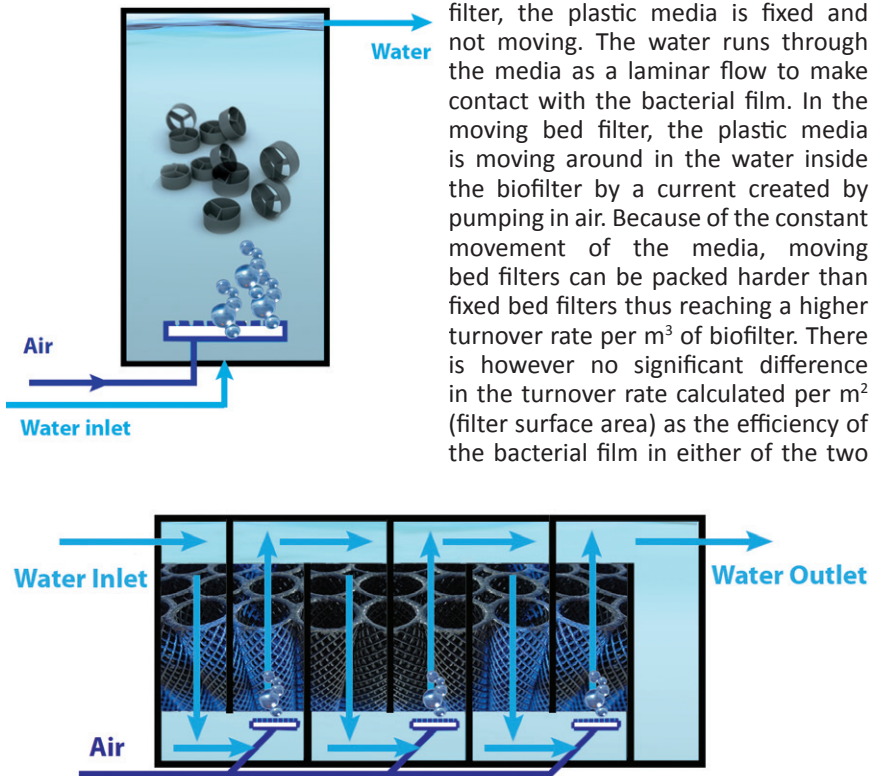 Water
Air
Water inlet
filter, the plastic media is fixed and
not moving. The water runs through
the media as a laminar flow to make
contact with the bacterial film. In the
moving bed filter, the plastic media
is moving around in the water inside
the biofilter by a current created by
pumping in air. Because of the constant
movement of the media, moving
bed filters can be packed harder than
fixed bed filters thus reaching a higher
turnover rate per m³ of biofilter. There
is however no significant difference
in the turnover rate calculated per m²
(filter surface area) as the efficiency of
the bacterial film in either of the two
Water Inlet
Water Outlet
Air